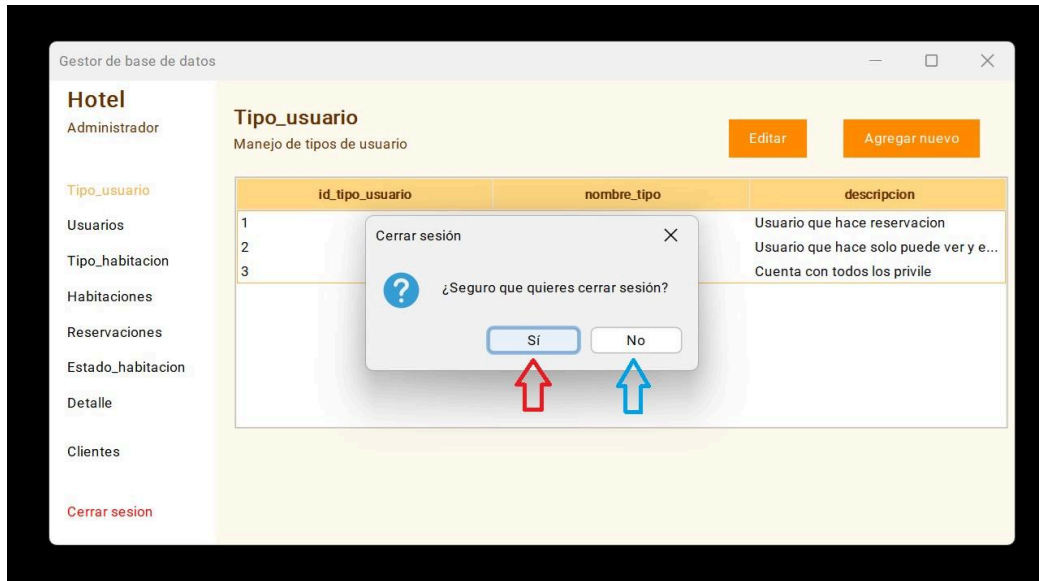 Gestor de base de datos
Hotel
Administrador
Tipo_usuario
Usuarios
Tipo_habitacion
Habitaciones
Reservaciones
Estado_habitacion
Detalle
Clientes
Cerrar sesion
Tipo_usuario
Manejo de tipos de usuario
Editar Agregar nuevo
id_tipo_usuario nombre_tipo descripcion
1 Usuario que hace reservacion
2 Usuario que hace solo puede ver y e...
3 Cuenta con todos los privile
Cerrar sesión
¿Seguro que quieres cerrar sesión?
Sí No